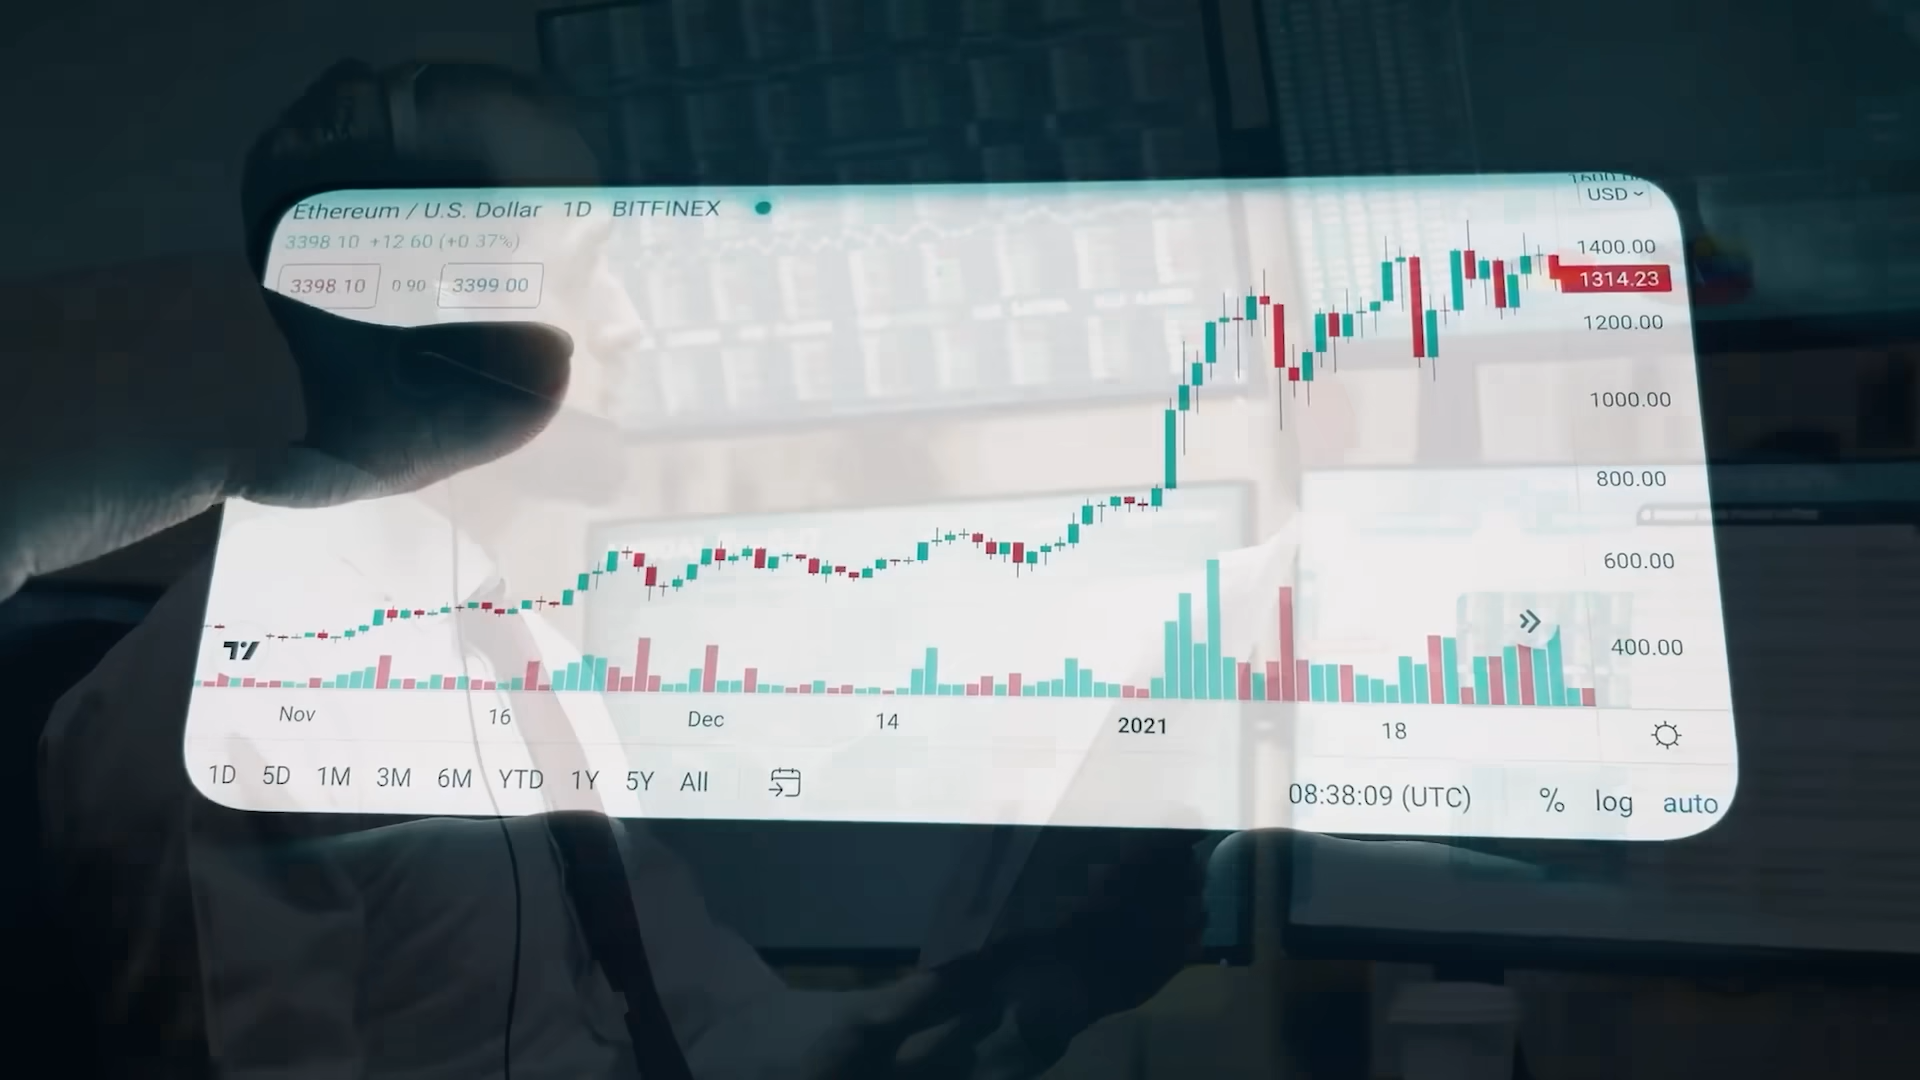 Ethereum / U.S. Dollar 1D BITFINEX
USD
3398.10 +12.60 (+0.37%)
3398.10 0.90 3399.00
1400.00
1314.23
1200.00
1000.00
800.00
600.00
400.00
Nov 16 Dec 14 2021 18
1D 5D 1M 3M 6M YTD 1Y 5Y All
08:38:09 (UTC) % log auto